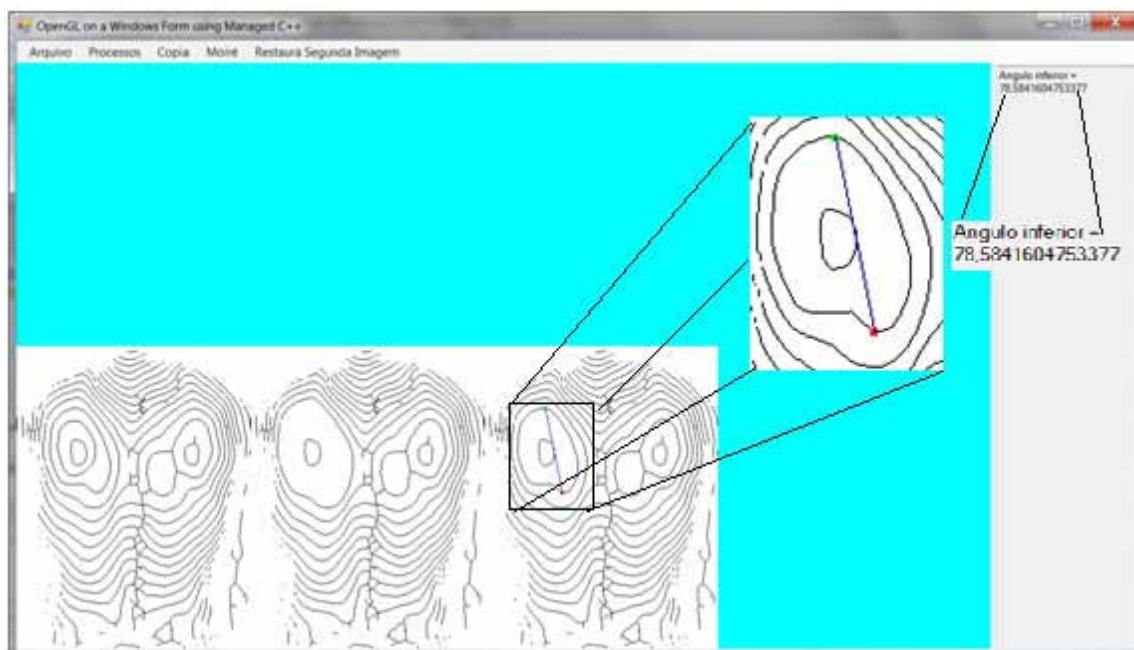 OpenGL on a Windows Form using Managed C++
Arquivo Processos Copia Moiré Restaura Segunda Imagem
Angulo inferior =
78,5841604753377
Angulo inferior =
78,5841604753377